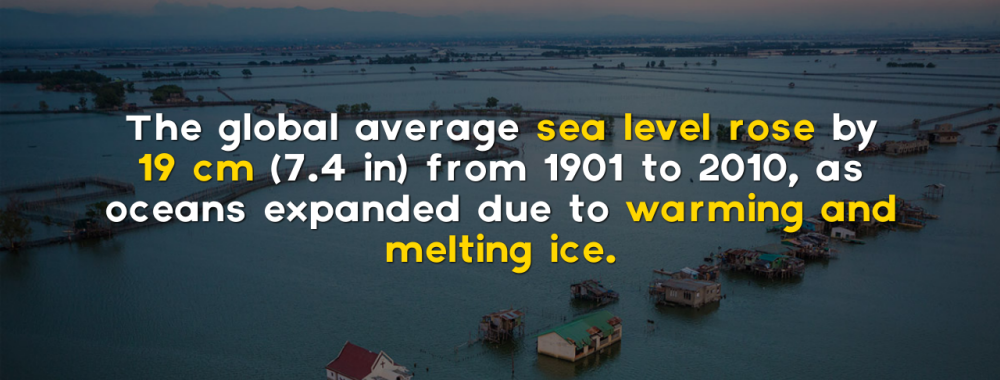 The global average sea level rose by
19 cm (7.4 in) from 1901 to 2010, as
oceans expanded due to warming and
melting ice.